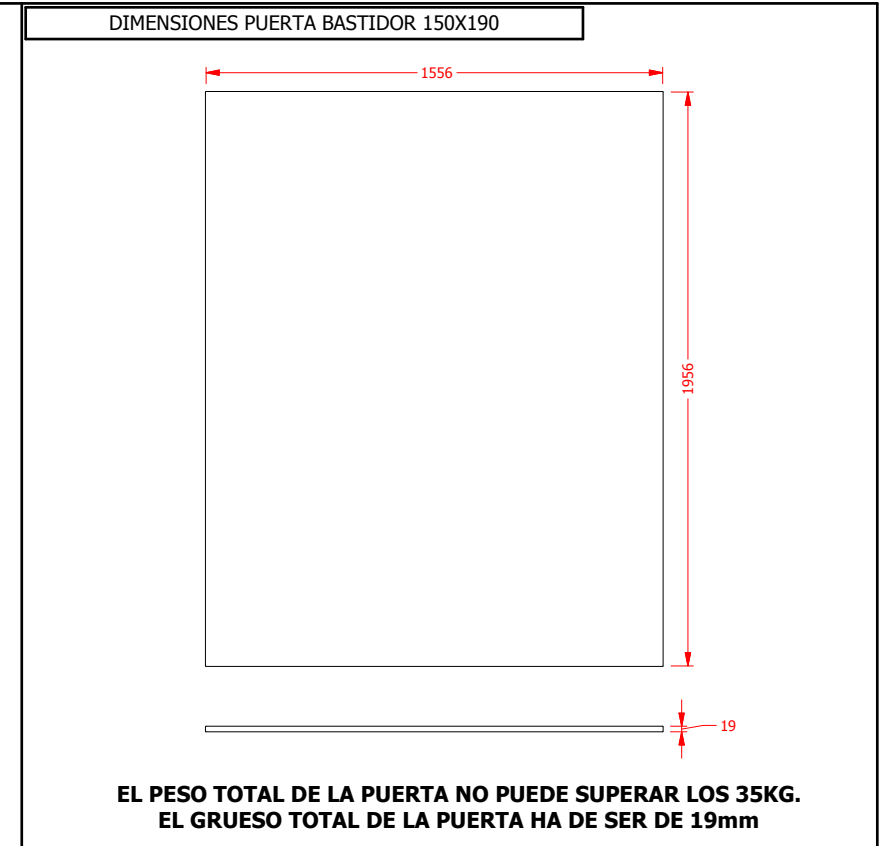 DIMENSIONES PUERTA BASTIDOR 150X190
1556
1956
19
EL PESO TOTAL DE LA PUERTA NO PUEDE SUPERAR LOS 35KG.
EL GRUESO TOTAL DE LA PUERTA HA DE SER DE 19mm